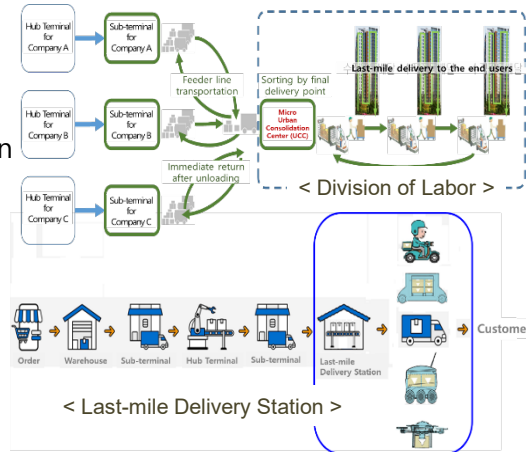 Hub Terminal
for
Company A
Sub-terminal
for
Company A
Feeder line
transportation
Sorting by final
delivery point
Last-mile delivery to the end users
Hub Terminal
for
Company B
Sub-terminal
for
Company B
Micro
Urban
Consolidation
Center (UCC)
n
Immediate return
after unloading
< Division of Labor >
Hub Terminal
for
Company C
Sub-terminal
for
Company C
Order
Warehouse
Sub-terminal
Hub Terminal
Sub-terminal
Last-mile
Delivery Station
Custome
< Last-mile Delivery Station >